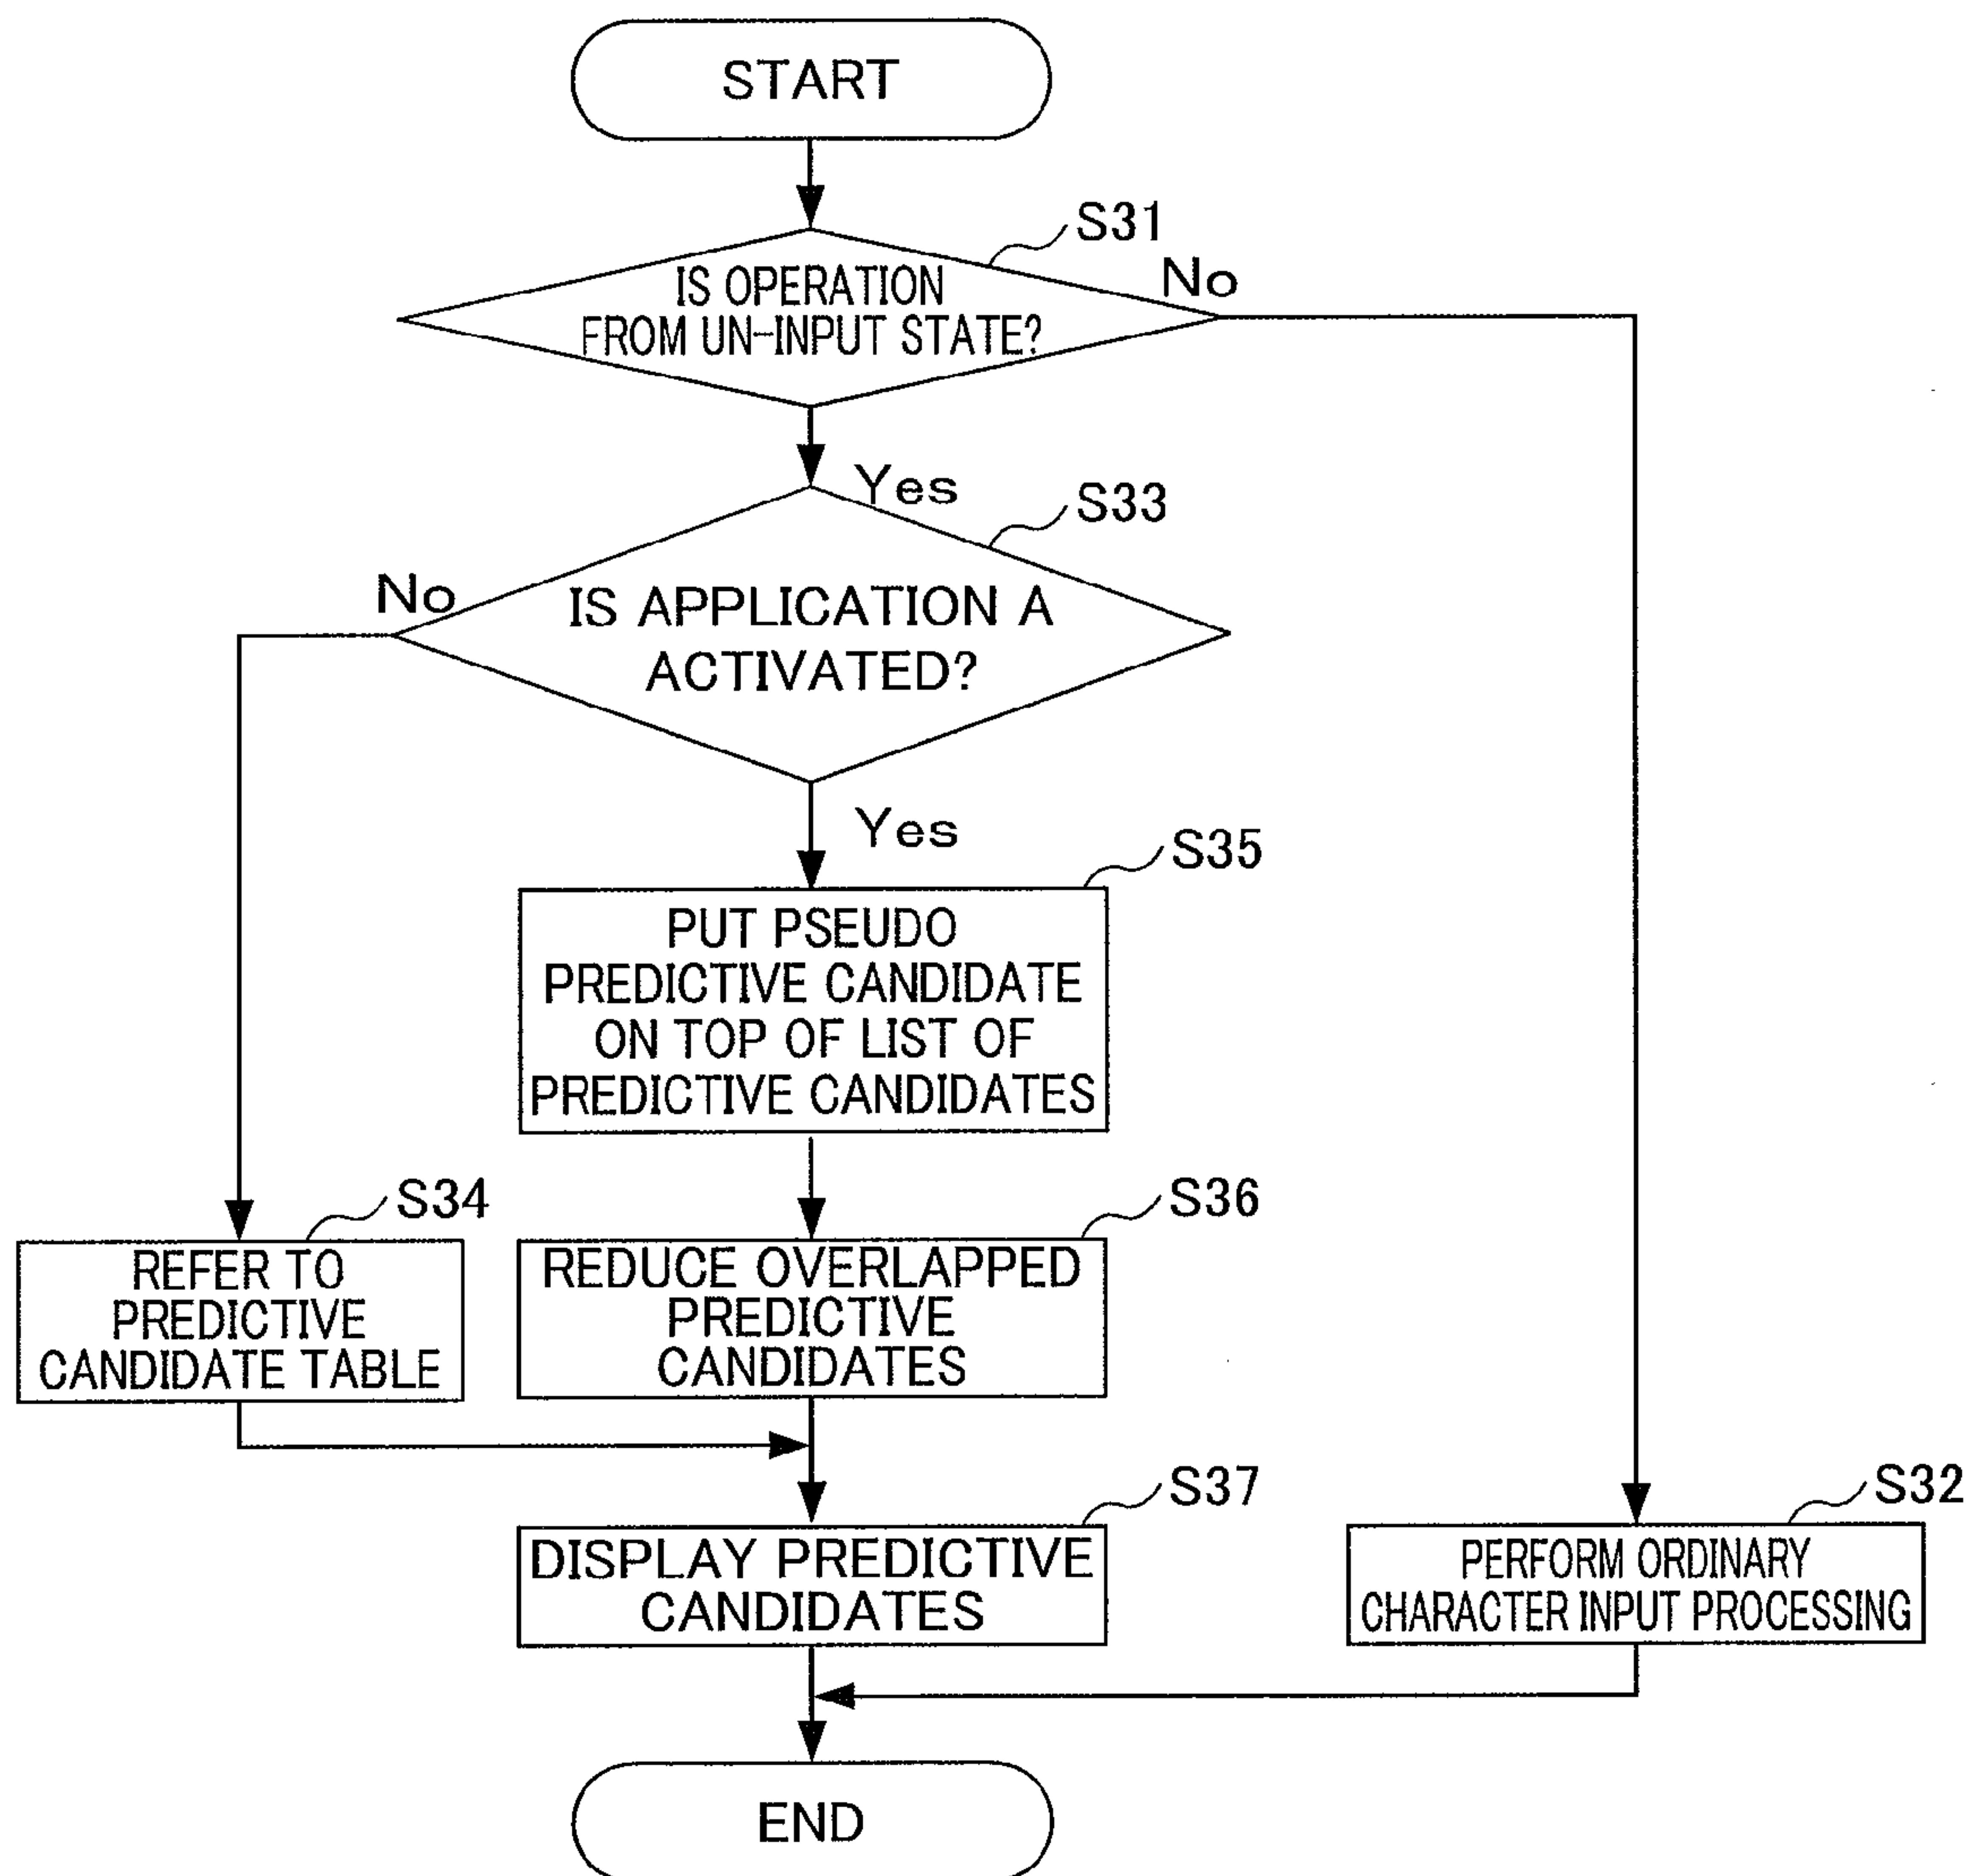 START
S31
IS OPERATION
FROM UN-INPUT STATE?
No
Yes
S33
No
IS APPLICATION A
ACTIVATED?
Yes
S35
PUT PSEUDO
PREDICTIVE CANDIDATE
ON TOP OF LIST OF
PREDICTIVE CANDIDATES
S34
REFER TO
PREDICTIVE
CANDIDATE TABLE
S36
REDUCE OVERLAPPED
PREDICTIVE
CANDIDATES
S37
DISPLAY PREDICTIVE
CANDIDATES
S32
PERFORM ORDINARY
CHARACTER INPUT PROCESSING
END